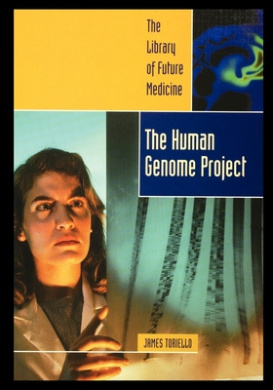 The
Library
of Future
Medicine
The Human
Genome Project
JAMES TORIELLO